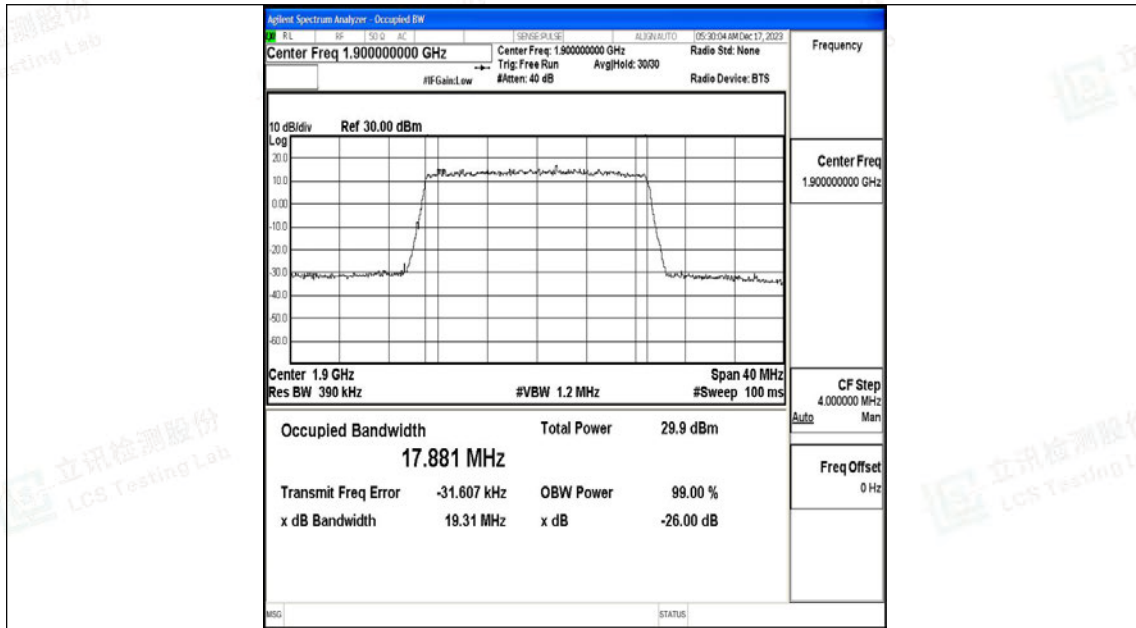 Agilent Spectrum Analyzer - Occupied BW
RL RF 50 Ω AC SENSE:PULSE ALIGNAUTO 05:30:04 AM Dec 17, 2023
Center Freq 1.900000000 GHz
Center Freq: 1.900000000 GHz
Radio Std: None
Trig: Free Run Avg|Hold: 30/30
#IFGain:Low
#Atten: 40 dB
Radio Device: BTS
Frequency
10 dB/div Ref 30.00 dBm
Log
20.0
10.0
0.00
-10.0
-20.0
-30.0
-40.0
-50.0
-60.0
Center 1.9 GHz Span 40 MHz
Res BW 390 kHz #VBW 1.2 MHz #Sweep 100 ms
Occupied Bandwidth Total Power 29.9 dBm
17.881 MHz
Transmit Freq Error -31.607 kHz OBW Power 99.00 %
x dB Bandwidth 19.31 MHz x dB -26.00 dB
Center Freq
1.900000000 GHz
CF Step
4.000000 MHz
Auto Man
Freq Offset
0 Hz
MSG STATUS
立讯检测股份
LCS Testing Lab
立讯检测股份